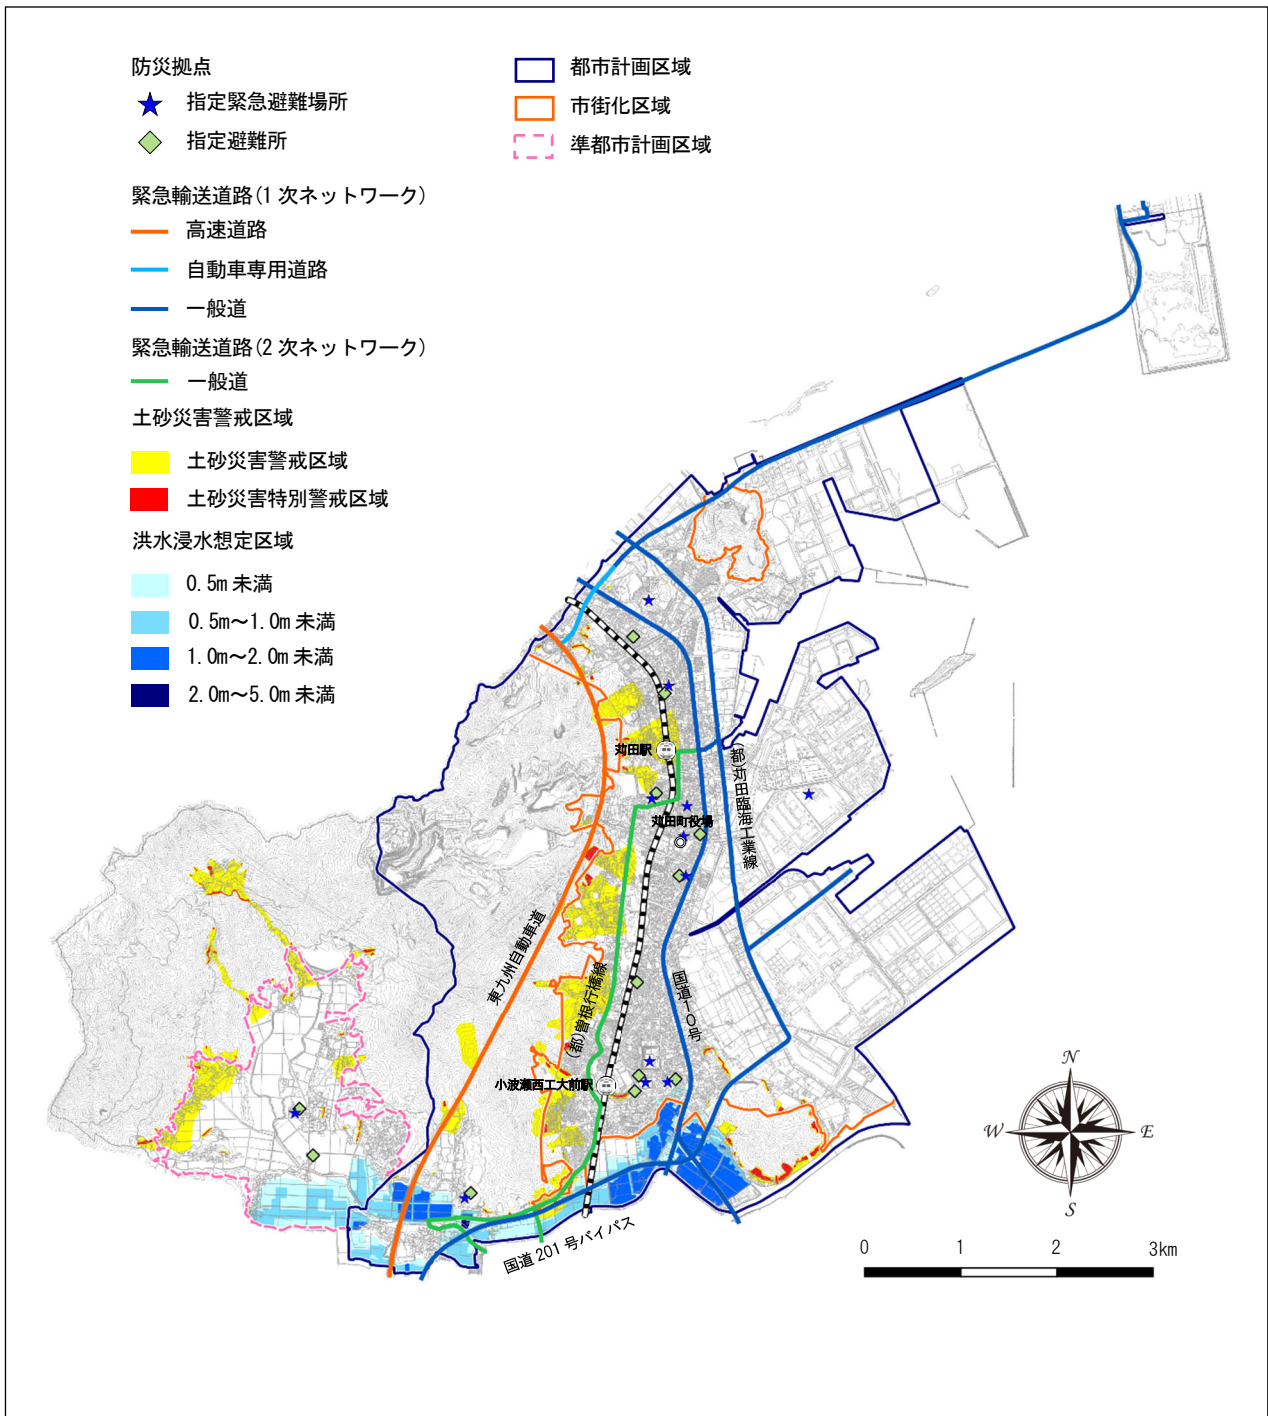 防災拠点
指定緊急避難場所
指定避難所
緊急輸送道路(1次ネットワーク)
高速道路
自動車専用道路
一般道
緊急輸送道路(2次ネットワーク)
一般道
土砂災害警戒区域
土砂災害警戒区域
土砂災害特別警戒区域
洪水浸水想定区域
0.5m未満
0.5m～1.0m未満
1.0m～2.0m未満
2.0m～5.0m未満
都市計画区域
市街化区域
準都市計画区域
苅田駅
(都)苅田臨海工業線
苅田町役場
東九州自動車道
(都)曽根行橋線
国道10号
小波瀬西工大前駅
国道201号バイパス
N
W
E
S
0 1 2 3km